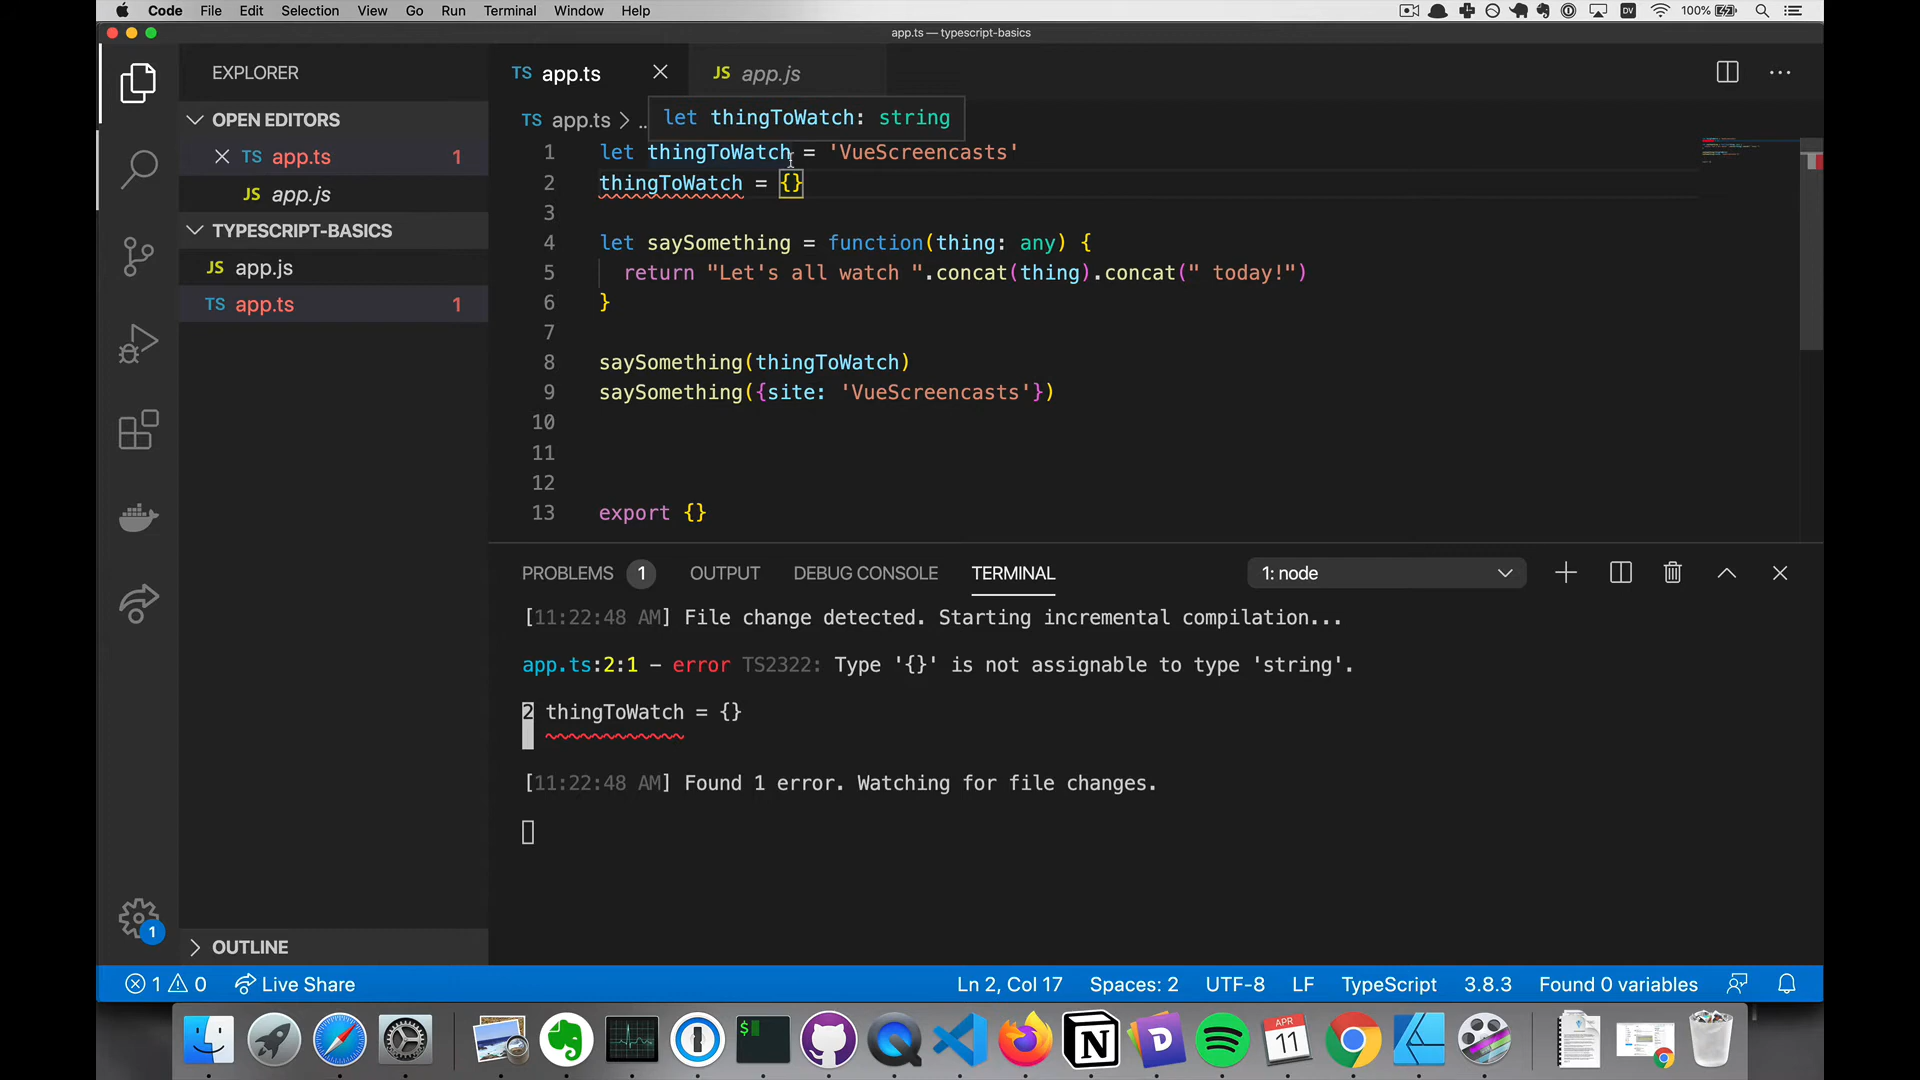 Code File Edit Selection View Go Run Terminal Window Help
DV 100%
app.ts — typescript-basics
EXPLORER
OPEN EDITORS
TS app.ts 1
JS app.js
TYPESCRIPT-BASICS
JS app.js
TS app.ts 1
OUTLINE
TS app.ts
JS app.js
TS app.ts > ..
let thingToWatch: string
1 let thingToWatch = 'VueScreencasts'
2 thingToWatch = {}
3
4 let saySomething = function(thing: any) {
5 return "Let's all watch ".concat(thing).concat(" today!")
6 }
7
8 saySomething(thingToWatch)
9 saySomething({site: 'VueScreencasts'})
10
11
12
13 export {}
PROBLEMS 1 OUTPUT DEBUG CONSOLE TERMINAL 1: node
[11:22:48 AM] File change detected. Starting incremental compilation...
app.ts:2:1 - error TS2322: Type '{}' is not assignable to type 'string'.
2 thingToWatch = {}
[11:22:48 AM] Found 1 error. Watching for file changes.
1
1 0 Live Share Ln 2, Col 17 Spaces: 2 UTF-8 LF TypeScript 3.8.3 Found 0 variables
$
N
D
APR
11